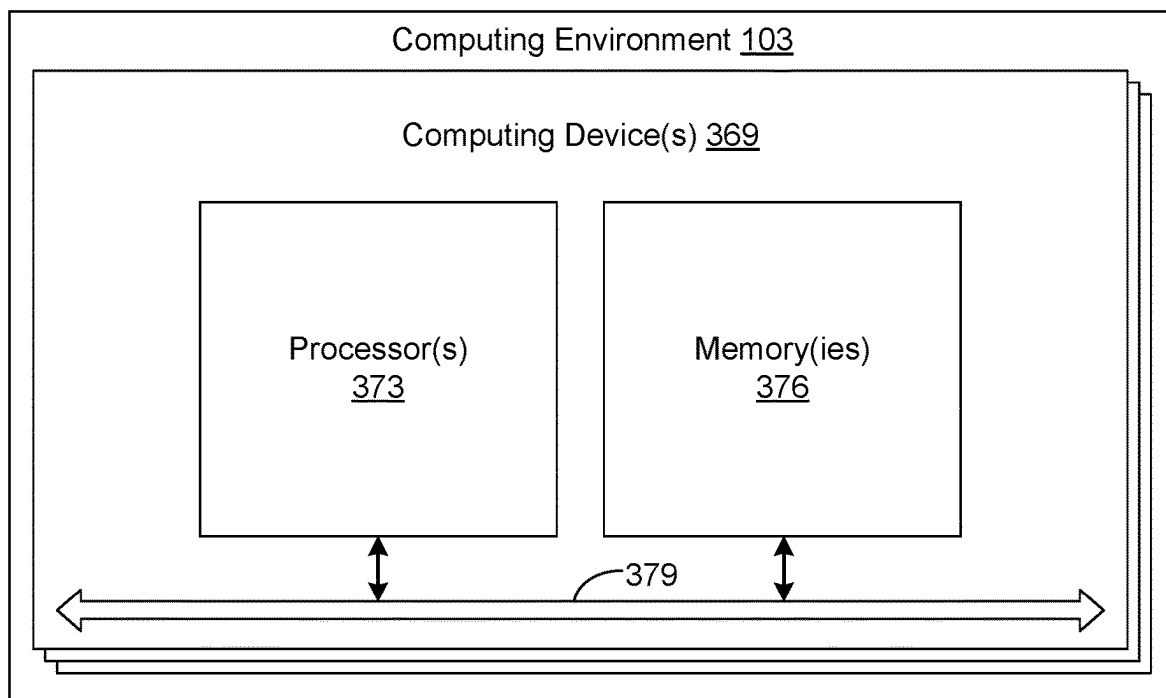 Computing Environment 103
Computing Device(s) 369
Processor(s)
373
Memory(ies)
376
379